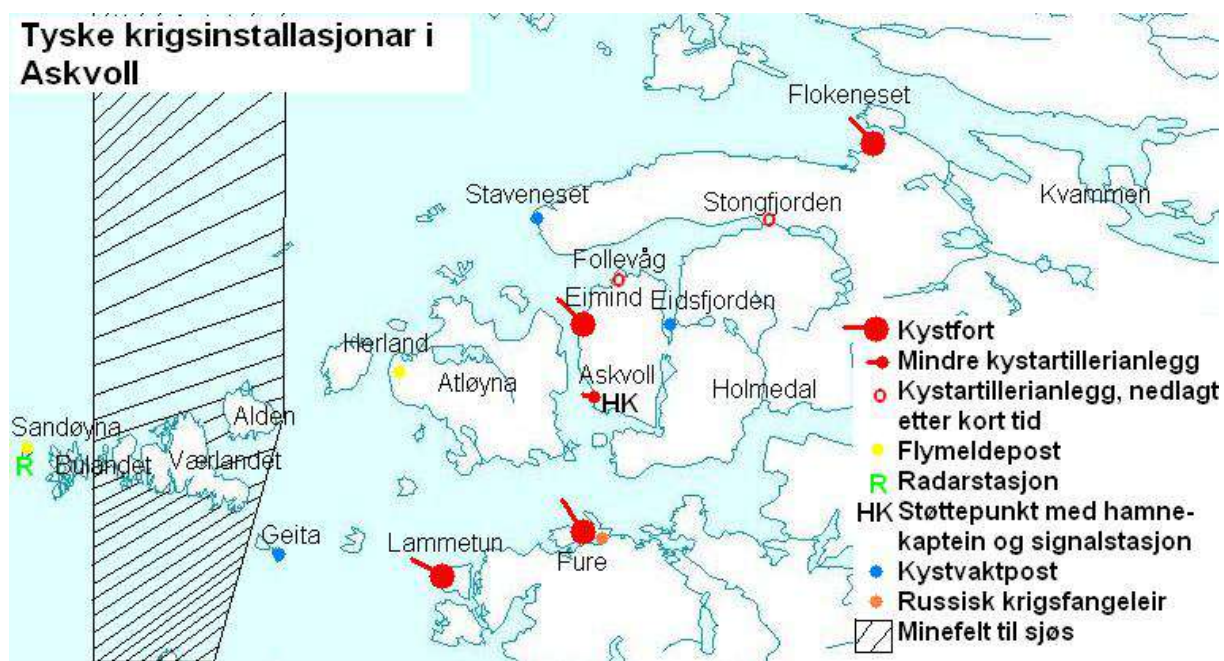 Tyske krigsinstallasjonar i
Askvoll
Flokeneset
Kvammen
Staveneset
Stongfjorden
Follevåg
Eimind
Eidsfjorden
Herland
Atløyna
Askvoll
HK
Holmedal
Alden
Sandøyna
R
Bulandet
Værlandet
Geita
Lammetun
Fure
Kystfort
Mindre kystartillerianlegg
Kystartillerianlegg, nedlagt
etter kort tid
Flymeldepost
R Radarstasjon
HK Støttepunkt med hamne-
kaptein og signalstasjon
Kystvaktpost
Russisk krigsfangeleir
Minefelt til sjøs